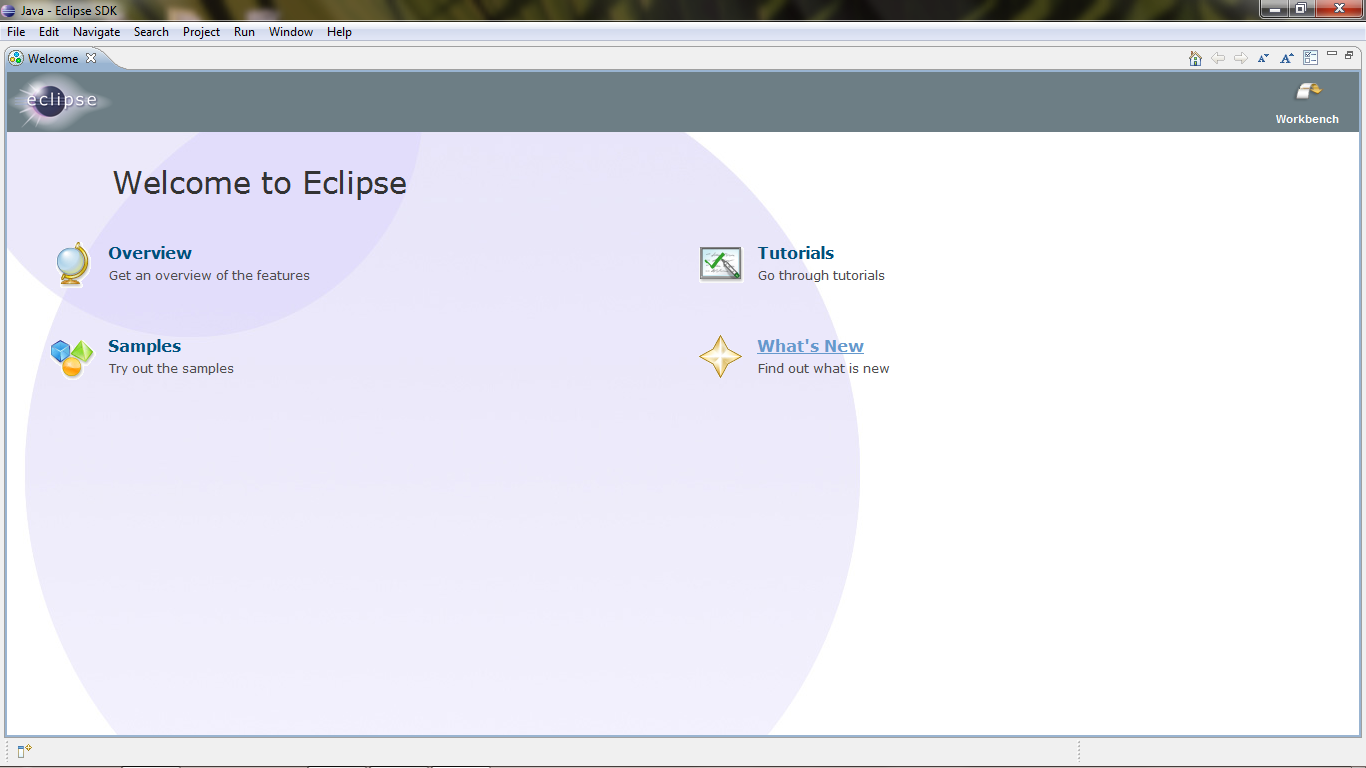 Java - Eclipse SDK
File Edit Navigate Search Project Run Window Help
Welcome
eclipse
Workbench
Welcome to Eclipse
Overview
Get an overview of the features
Tutorials
Go through tutorials
Samples
Try out the samples
What's New
Find out what is new